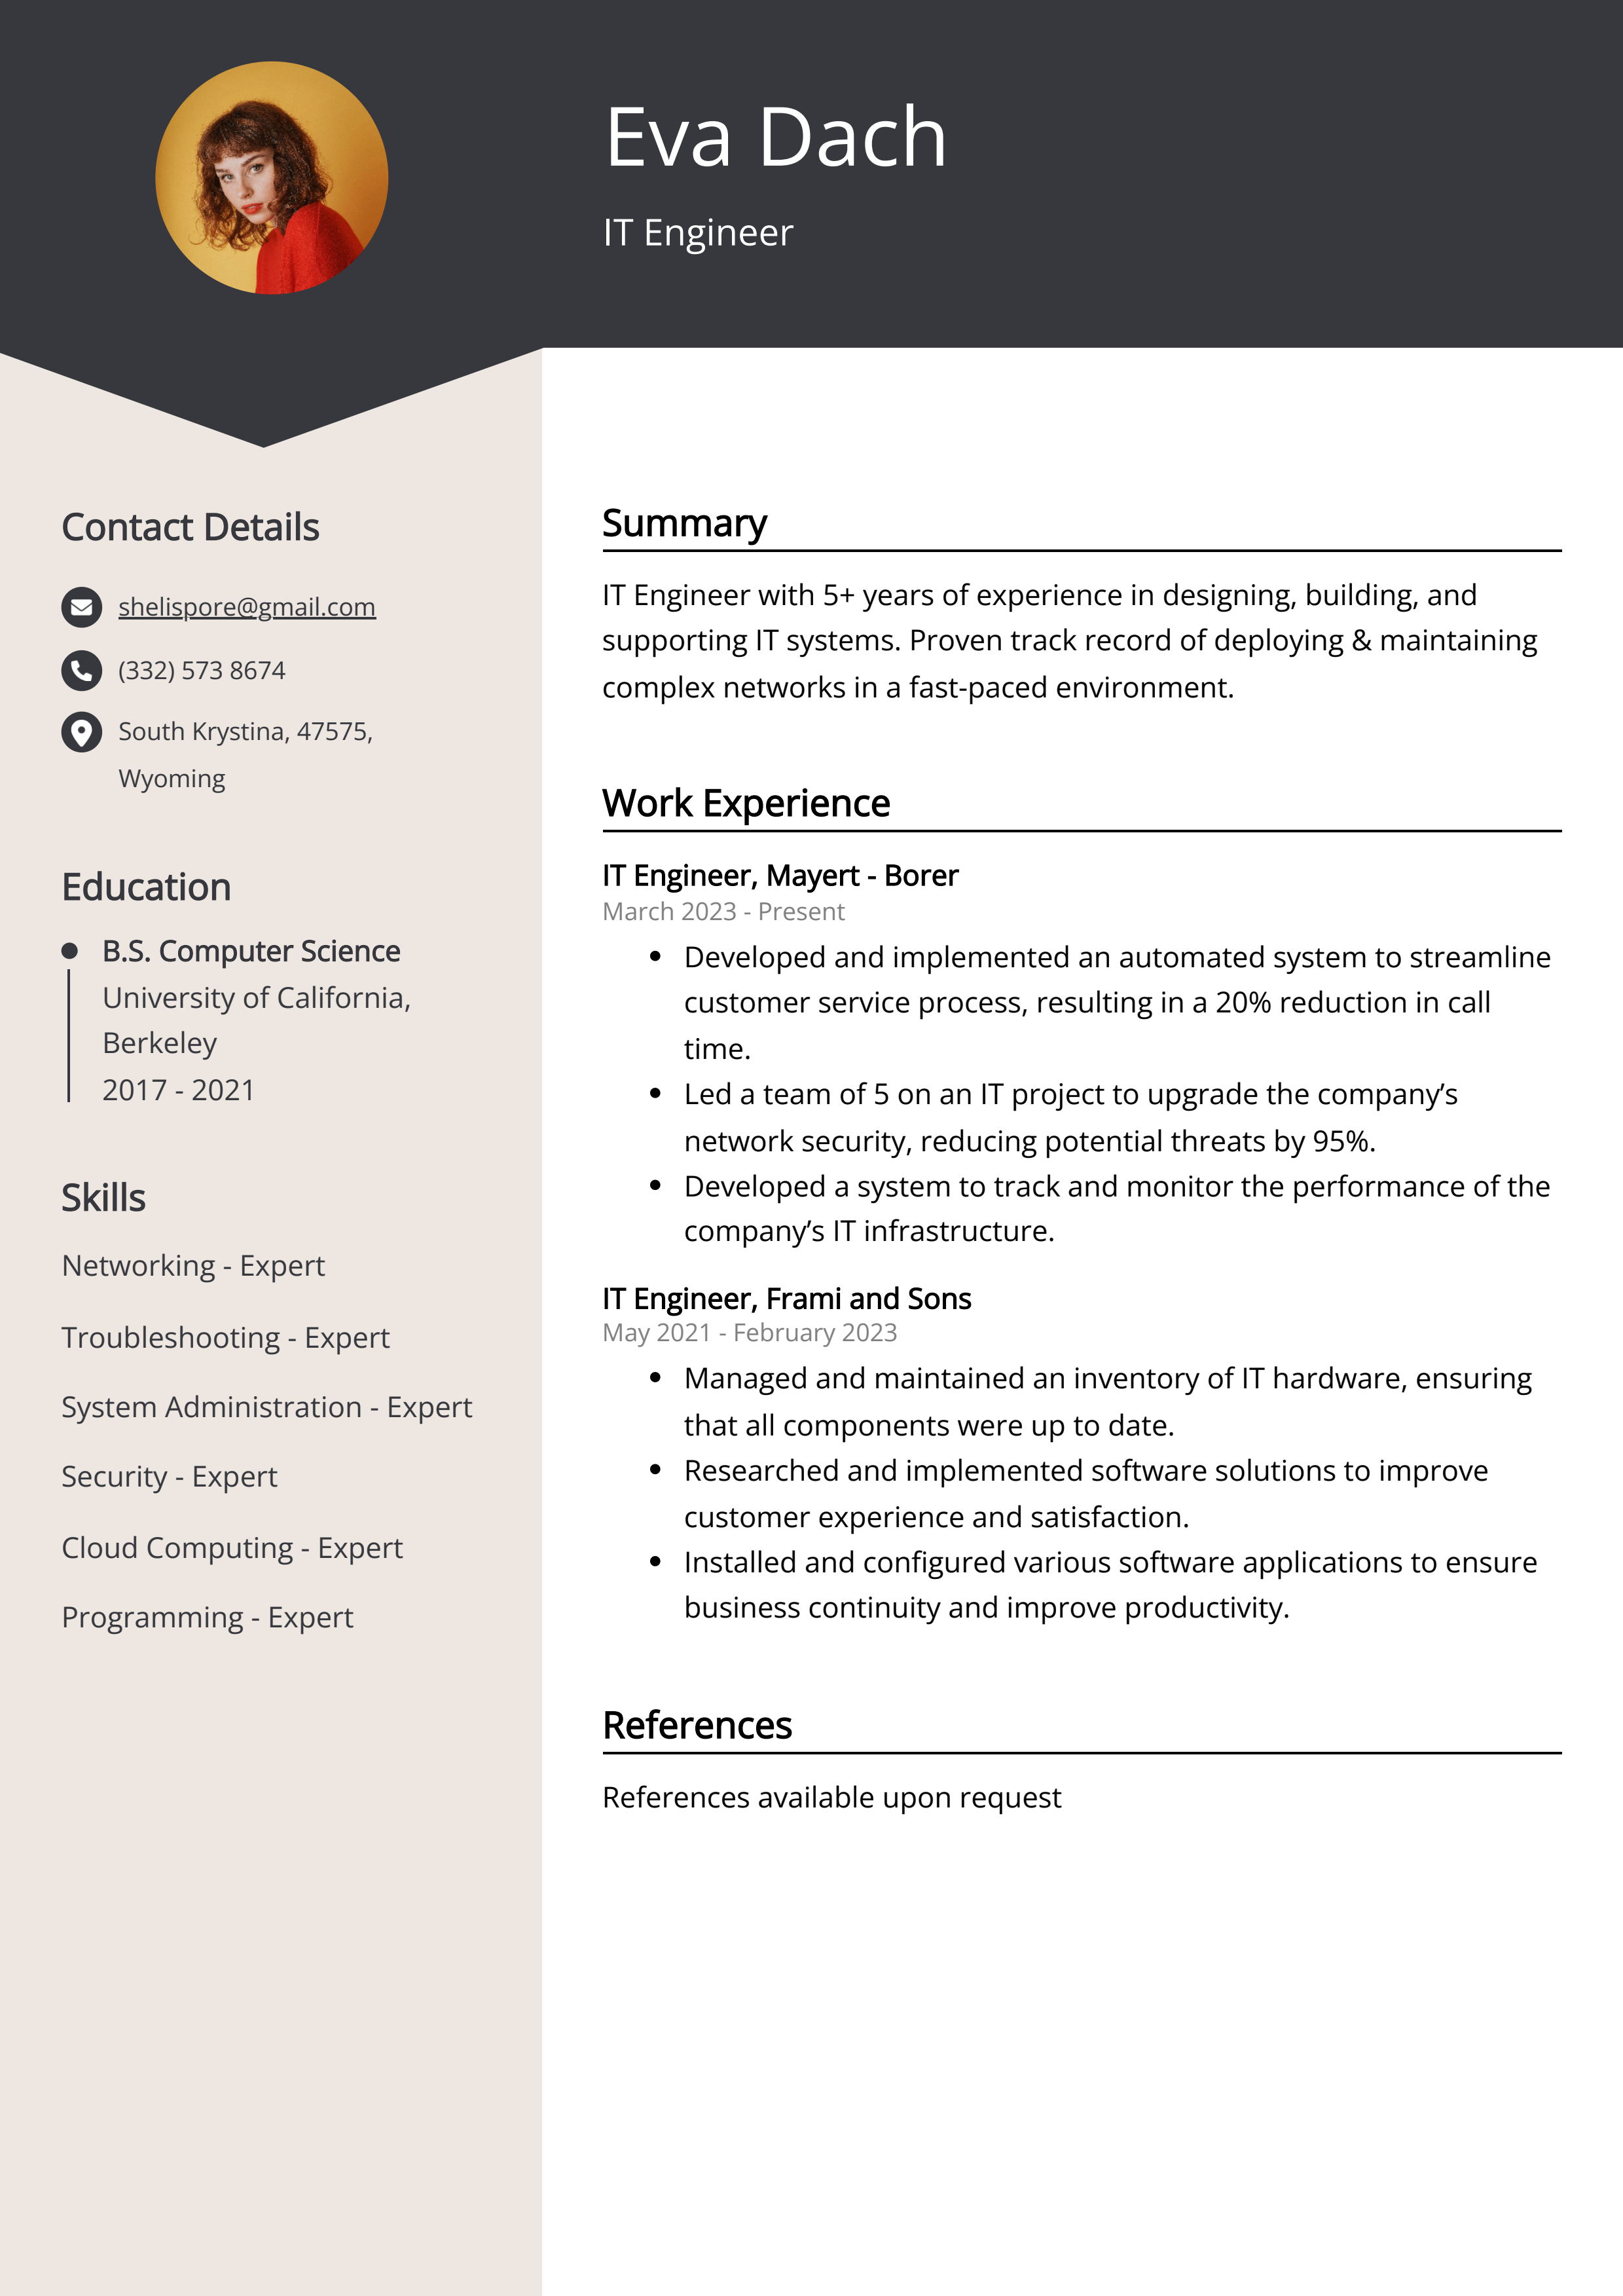 Eva Dach
IT Engineer
Contact Details
shelispore@gmail.com
(332) 573 8674
South Krystina, 47575,
Wyoming
Education
B.S. Computer Science
University of California,
Berkeley
2017 - 2021
Skills
Networking - Expert
Troubleshooting - Expert
System Administration - Expert
Security - Expert
Cloud Computing - Expert
Programming - Expert
Summary
IT Engineer with 5+ years of experience in designing, building, and
supporting IT systems. Proven track record of deploying & maintaining
complex networks in a fast-paced environment.
Work Experience
IT Engineer, Mayert - Borer
March 2023 - Present
• Developed and implemented an automated system to streamline
customer service process, resulting in a 20% reduction in call
time.
• Led a team of 5 on an IT project to upgrade the company’s
network security, reducing potential threats by 95%.
• Developed a system to track and monitor the performance of the
company’s IT infrastructure.
IT Engineer, Frami and Sons
May 2021 - February 2023
• Managed and maintained an inventory of IT hardware, ensuring
that all components were up to date.
• Researched and implemented software solutions to improve
customer experience and satisfaction.
• Installed and configured various software applications to ensure
business continuity and improve productivity.
References
References available upon request